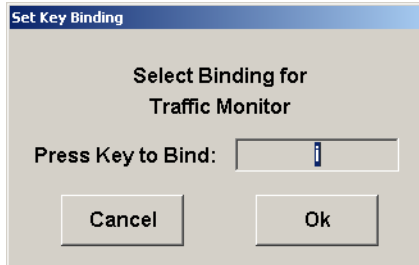 Set Key Binding
Select Binding for
Traffic Monitor
Press Key to Bind: i
Cancel Ok